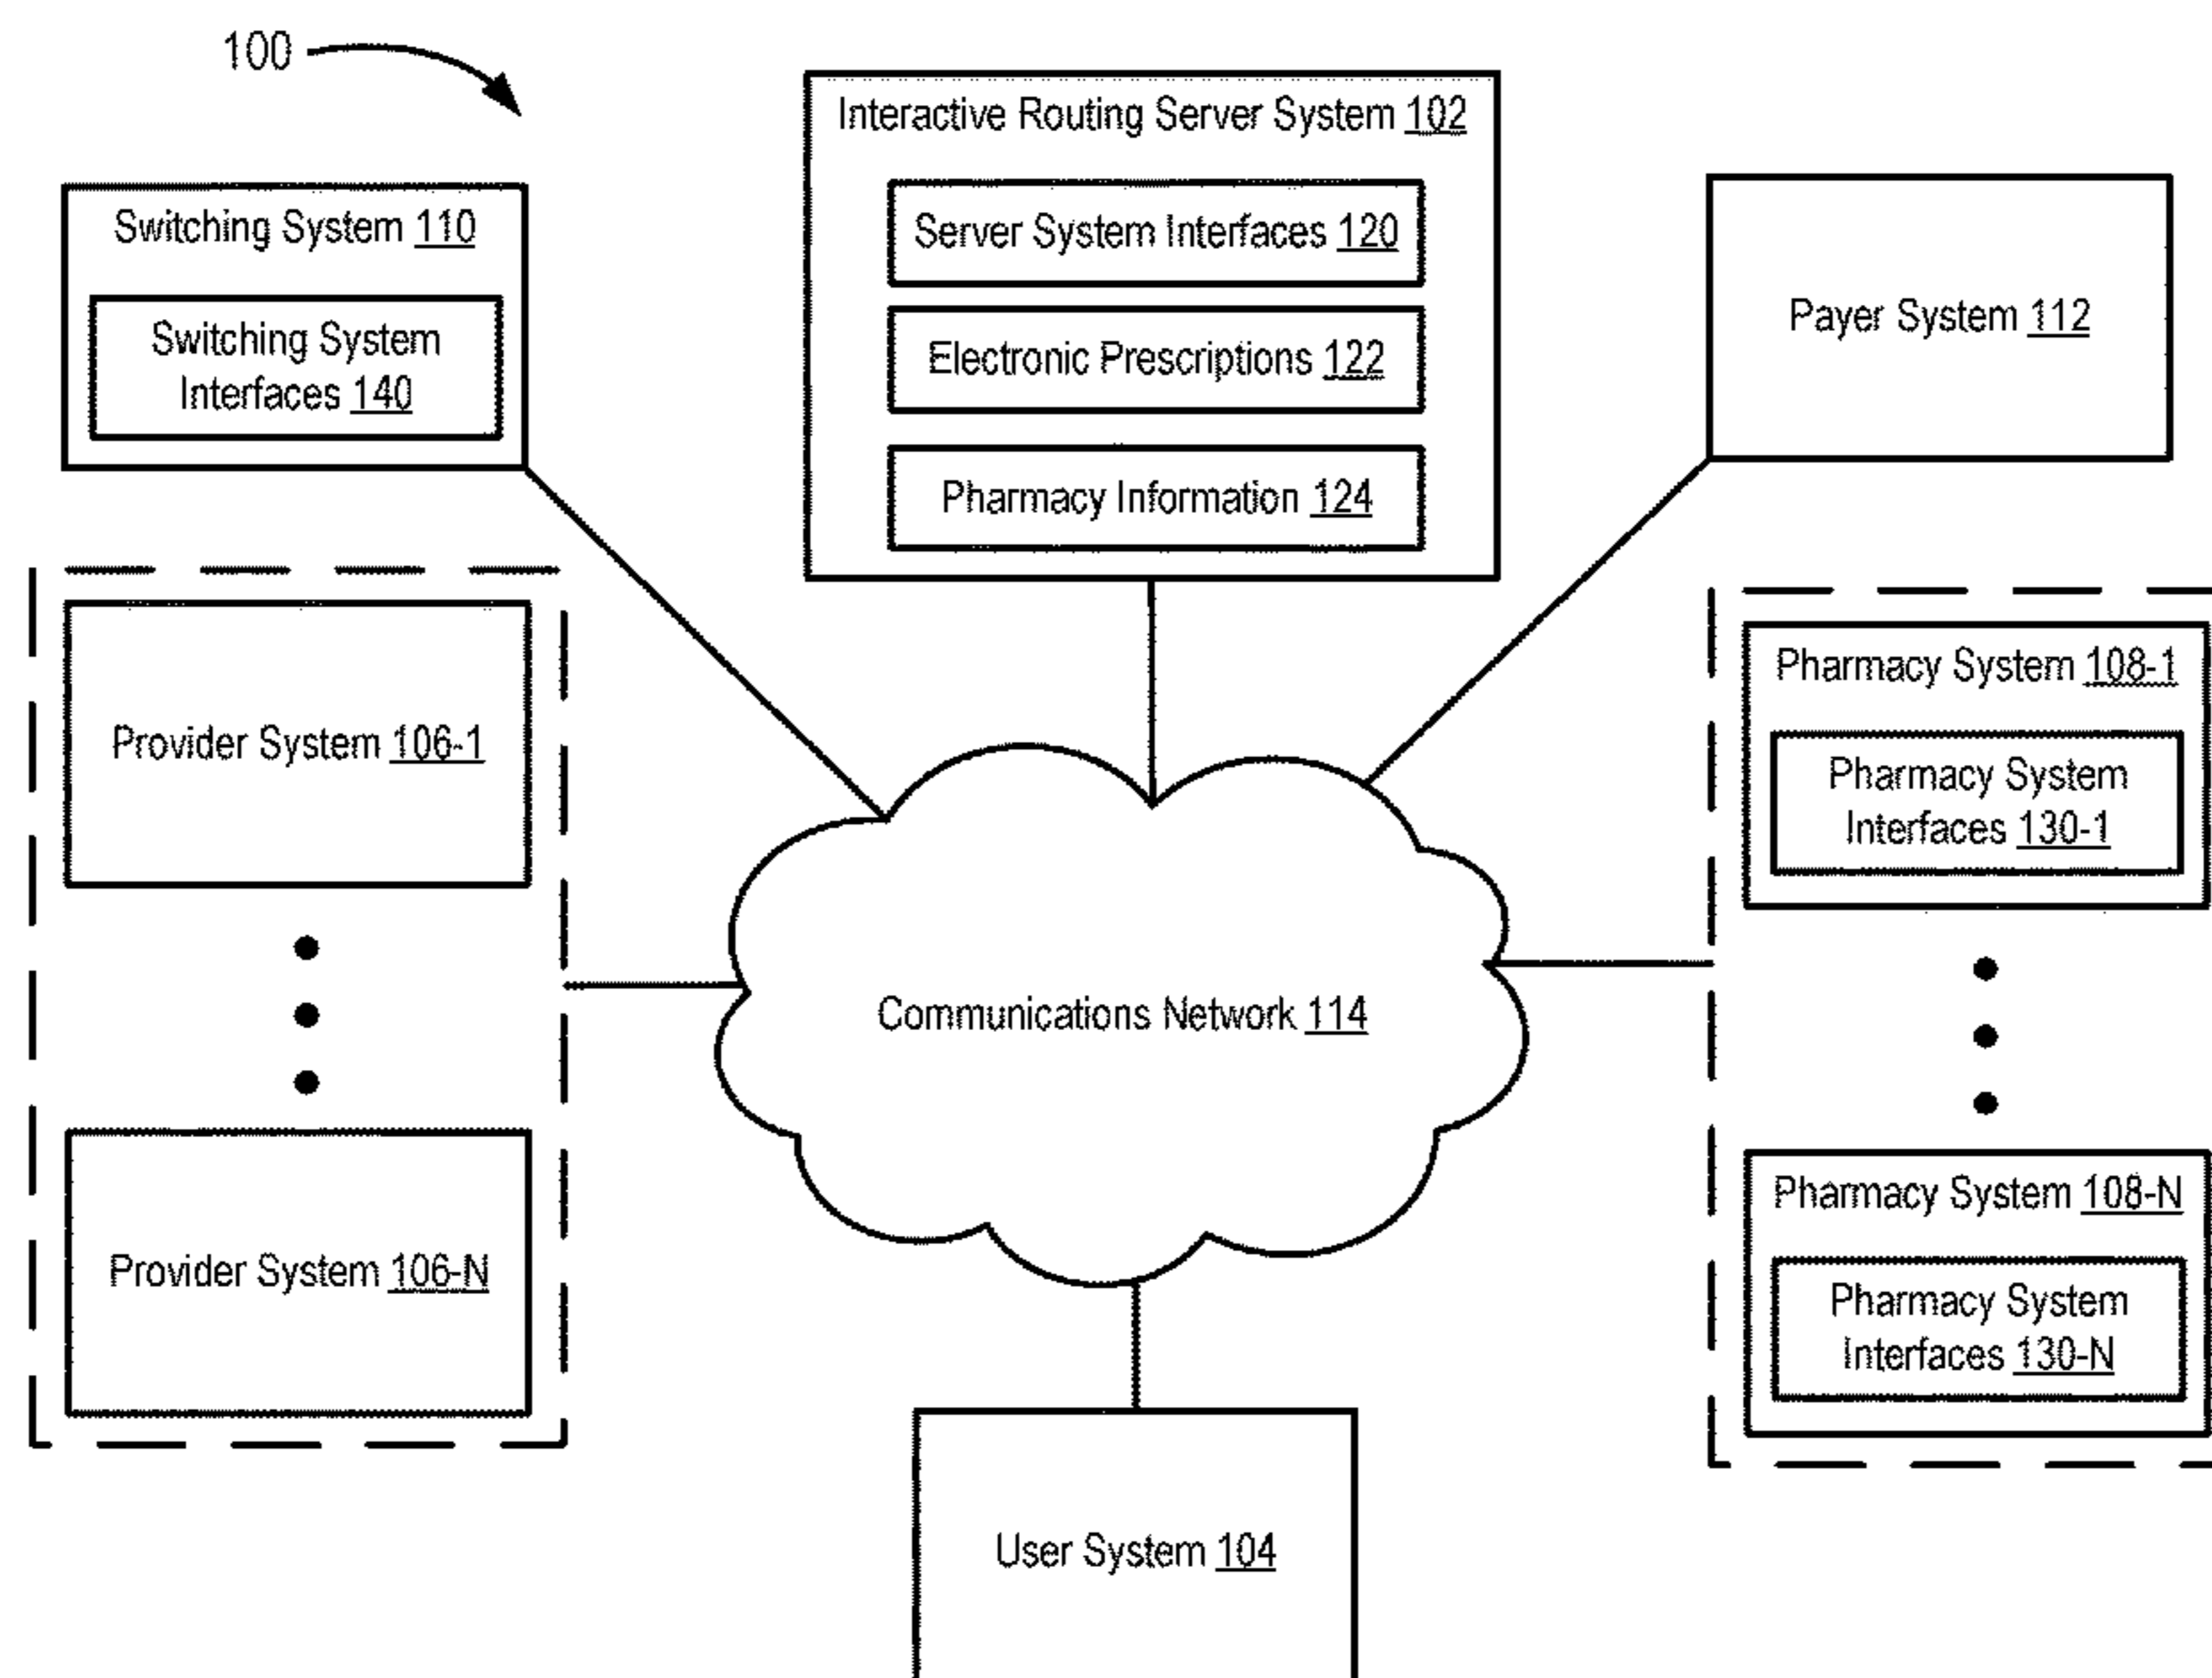 100
Interactive Routing Server System 102
Server System Interfaces 120
Electronic Prescriptions 122
Pharmacy Information 124
Switching System 110
Switching System
Interfaces 140
Payer System 112
Provider System 106-1
Provider System 106-N
Communications Network 114
Pharmacy System 108-1
Pharmacy System
Interfaces 130-1
Pharmacy System 108-N
Pharmacy System
Interfaces 130-N
User System 104